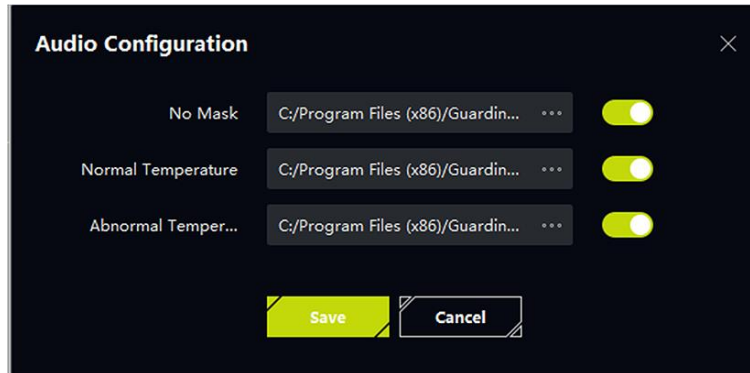 Audio Configuration
No Mask C:/Program Files (x86)/Guardin...
Normal Temperature C:/Program Files (x86)/Guardin...
Abnormal Temper... C:/Program Files (x86)/Guardin...
Save Cancel